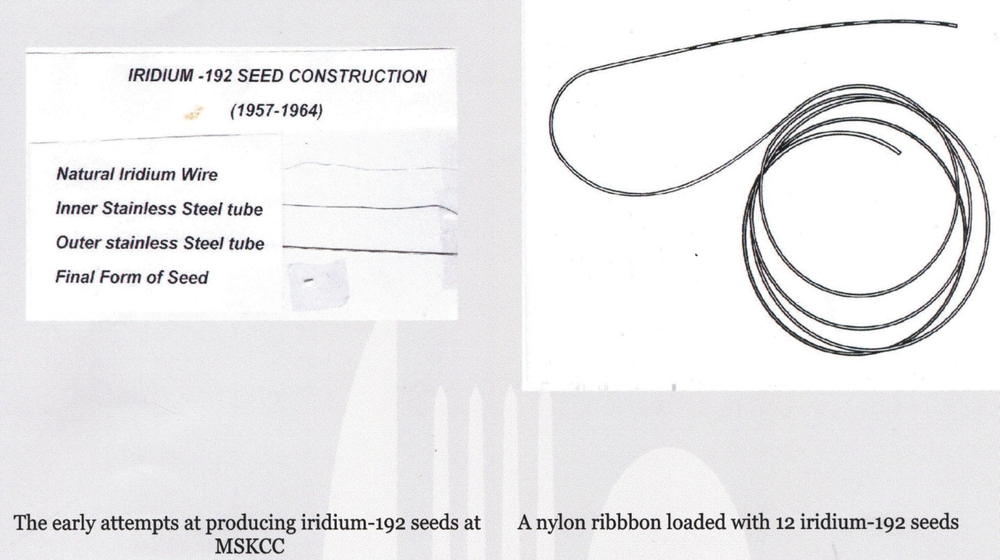 IRIDIUM -192 SEED CONSTRUCTION
(1957-1964)
Natural Iridium Wire
Inner Stainless Steel tube
Outer stainless Steel tube
Final Form of Seed
The early attempts at producing iridium-192 seeds at
MSKCC
A nylon ribbbon loaded with 12 iridium-192 seeds